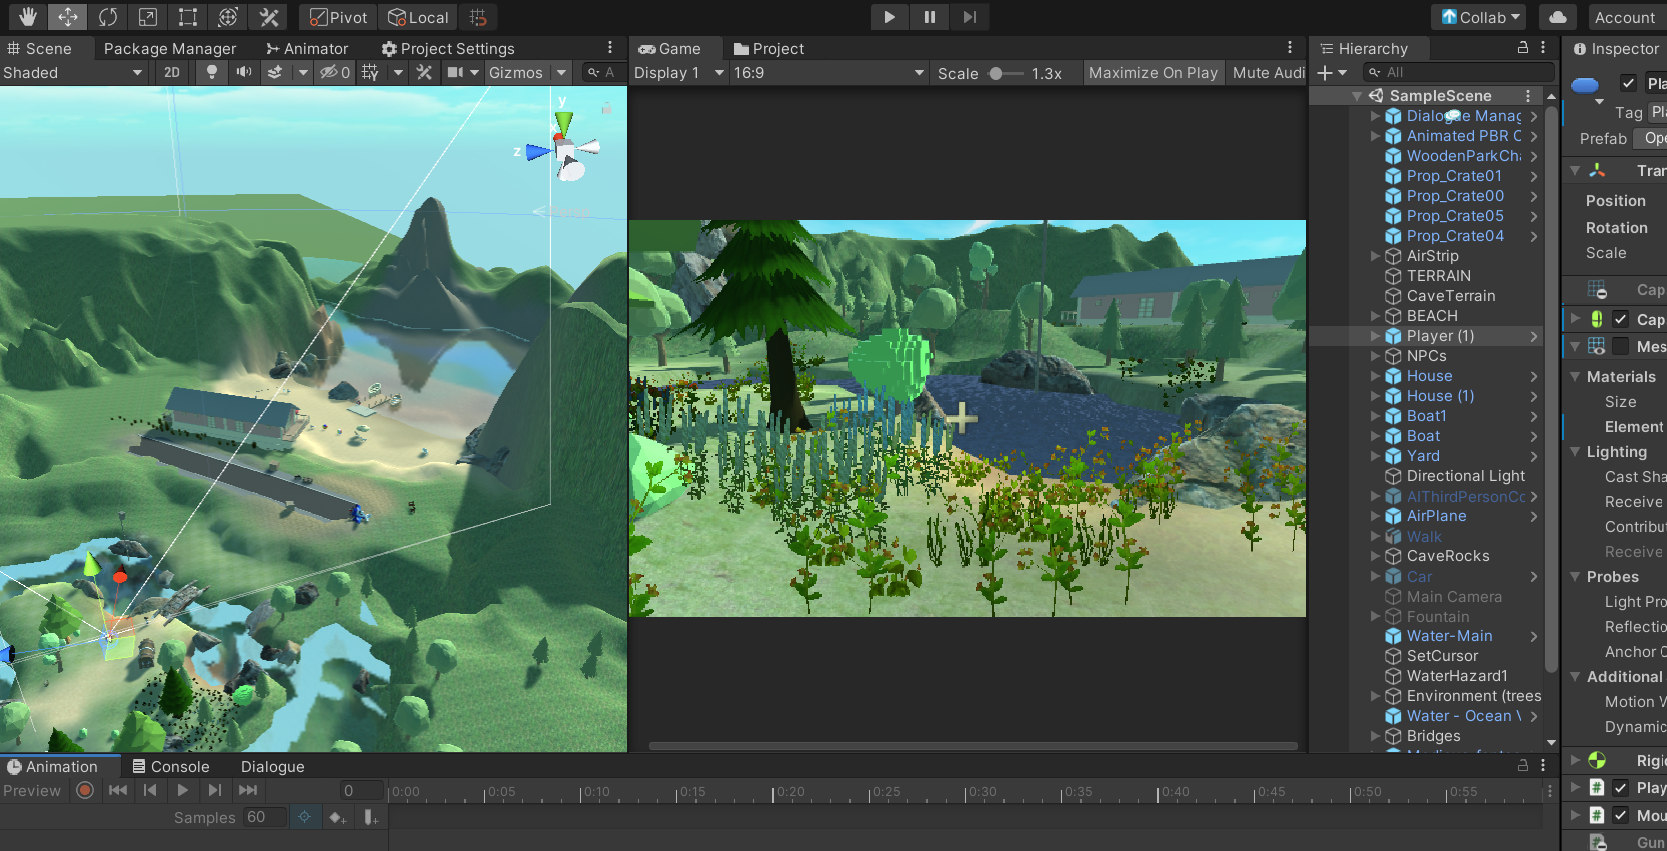 Pivot Local Collab Account
Scene Package Manager Animator Project Settings Game Project Hierarchy Inspector
Shaded 2D 0 Gizmos A Display 1 16:9 Scale 1.3x Maximize On Play Mute Audi All
Pla
SampleScene
Tag Pla
Dialogue Manag
Animated PBR C
Prefab Ope
WoodenParkCha
Prop_Crate01
Tran
Prop_Crate00
Position
Prop_Crate05
Rotation
Prop_Crate04
Scale
AirStrip
TERRAIN
CaveTerrain
Cap
BEACH
Cap
Player (1)
Mes
NPCs
House
Materials
House (1)
Size
Boat1
Element
Boat
Lighting
Yard
Directional Light
Cast Sha
AIThirdPersonCo
Receive
AirPlane
Contribut
Walk
Receive
CaveRocks
Car
Probes
Main Camera
Light Pro
Fountain
Reflectio
Water-Main
Anchor O
SetCursor
WaterHazard1
Additional
Environment (trees
Motion V
Water - Ocean V
Dynamic
Bridges
y
x
z
Animation Console Dialogue
Rigid
Preview 0 0:00 0:05 0:10 0:15 0:20 0:25 0:30 0:35 0:40 0:45 0:50 0:55
Play
Samples 60
Mou
Gun